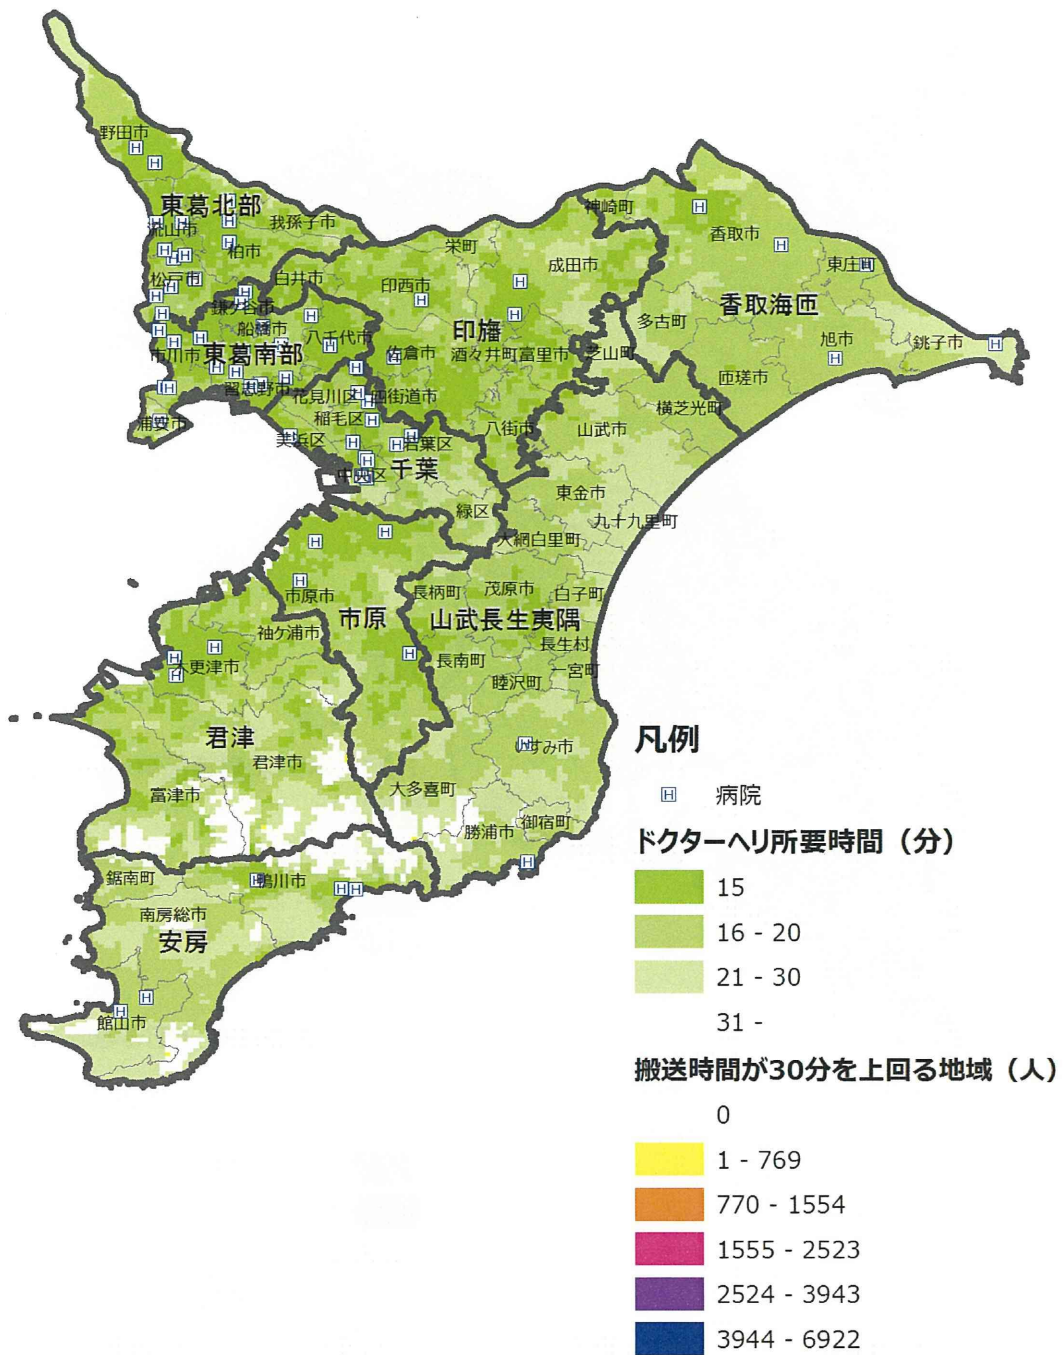 野田市
東葛北部
流山市
我孫子市
柏市
松戸市
白井市
鎌ケ谷市
船橋市
八千代市
市川市
東葛南部
習志野市
浦安市
栄町
成田市
印西市
印旛
佐倉市
酒々井町
富里市
四街道市
八街市
神崎町
香取市
東庄町
香取海匝
多古町
旭市
銚子市
匝瑳市
芝山町
横芝光町
山武市
東金市
九十九里町
大網白里町
花見川区
稲毛区
美浜区
若葉区
中央区
千葉
緑区
市原市
市原
長柄町
茂原市
白子町
山武長生夷隅
長生村
長南町
一宮町
睦沢町
いすみ市
大多喜町
勝浦市
御宿町
袖ケ浦市
木更津市
君津
君津市
富津市
鋸南町
鴨川市
南房総市
安房
館山市
凡例
H 病院
ドクターヘリ所要時間（分）
15
16 - 20
21 - 30
31 -
搬送時間が30分を上回る地域（人）
0
1 - 769
770 - 1554
1555 - 2523
2524 - 3943
3944 - 6922